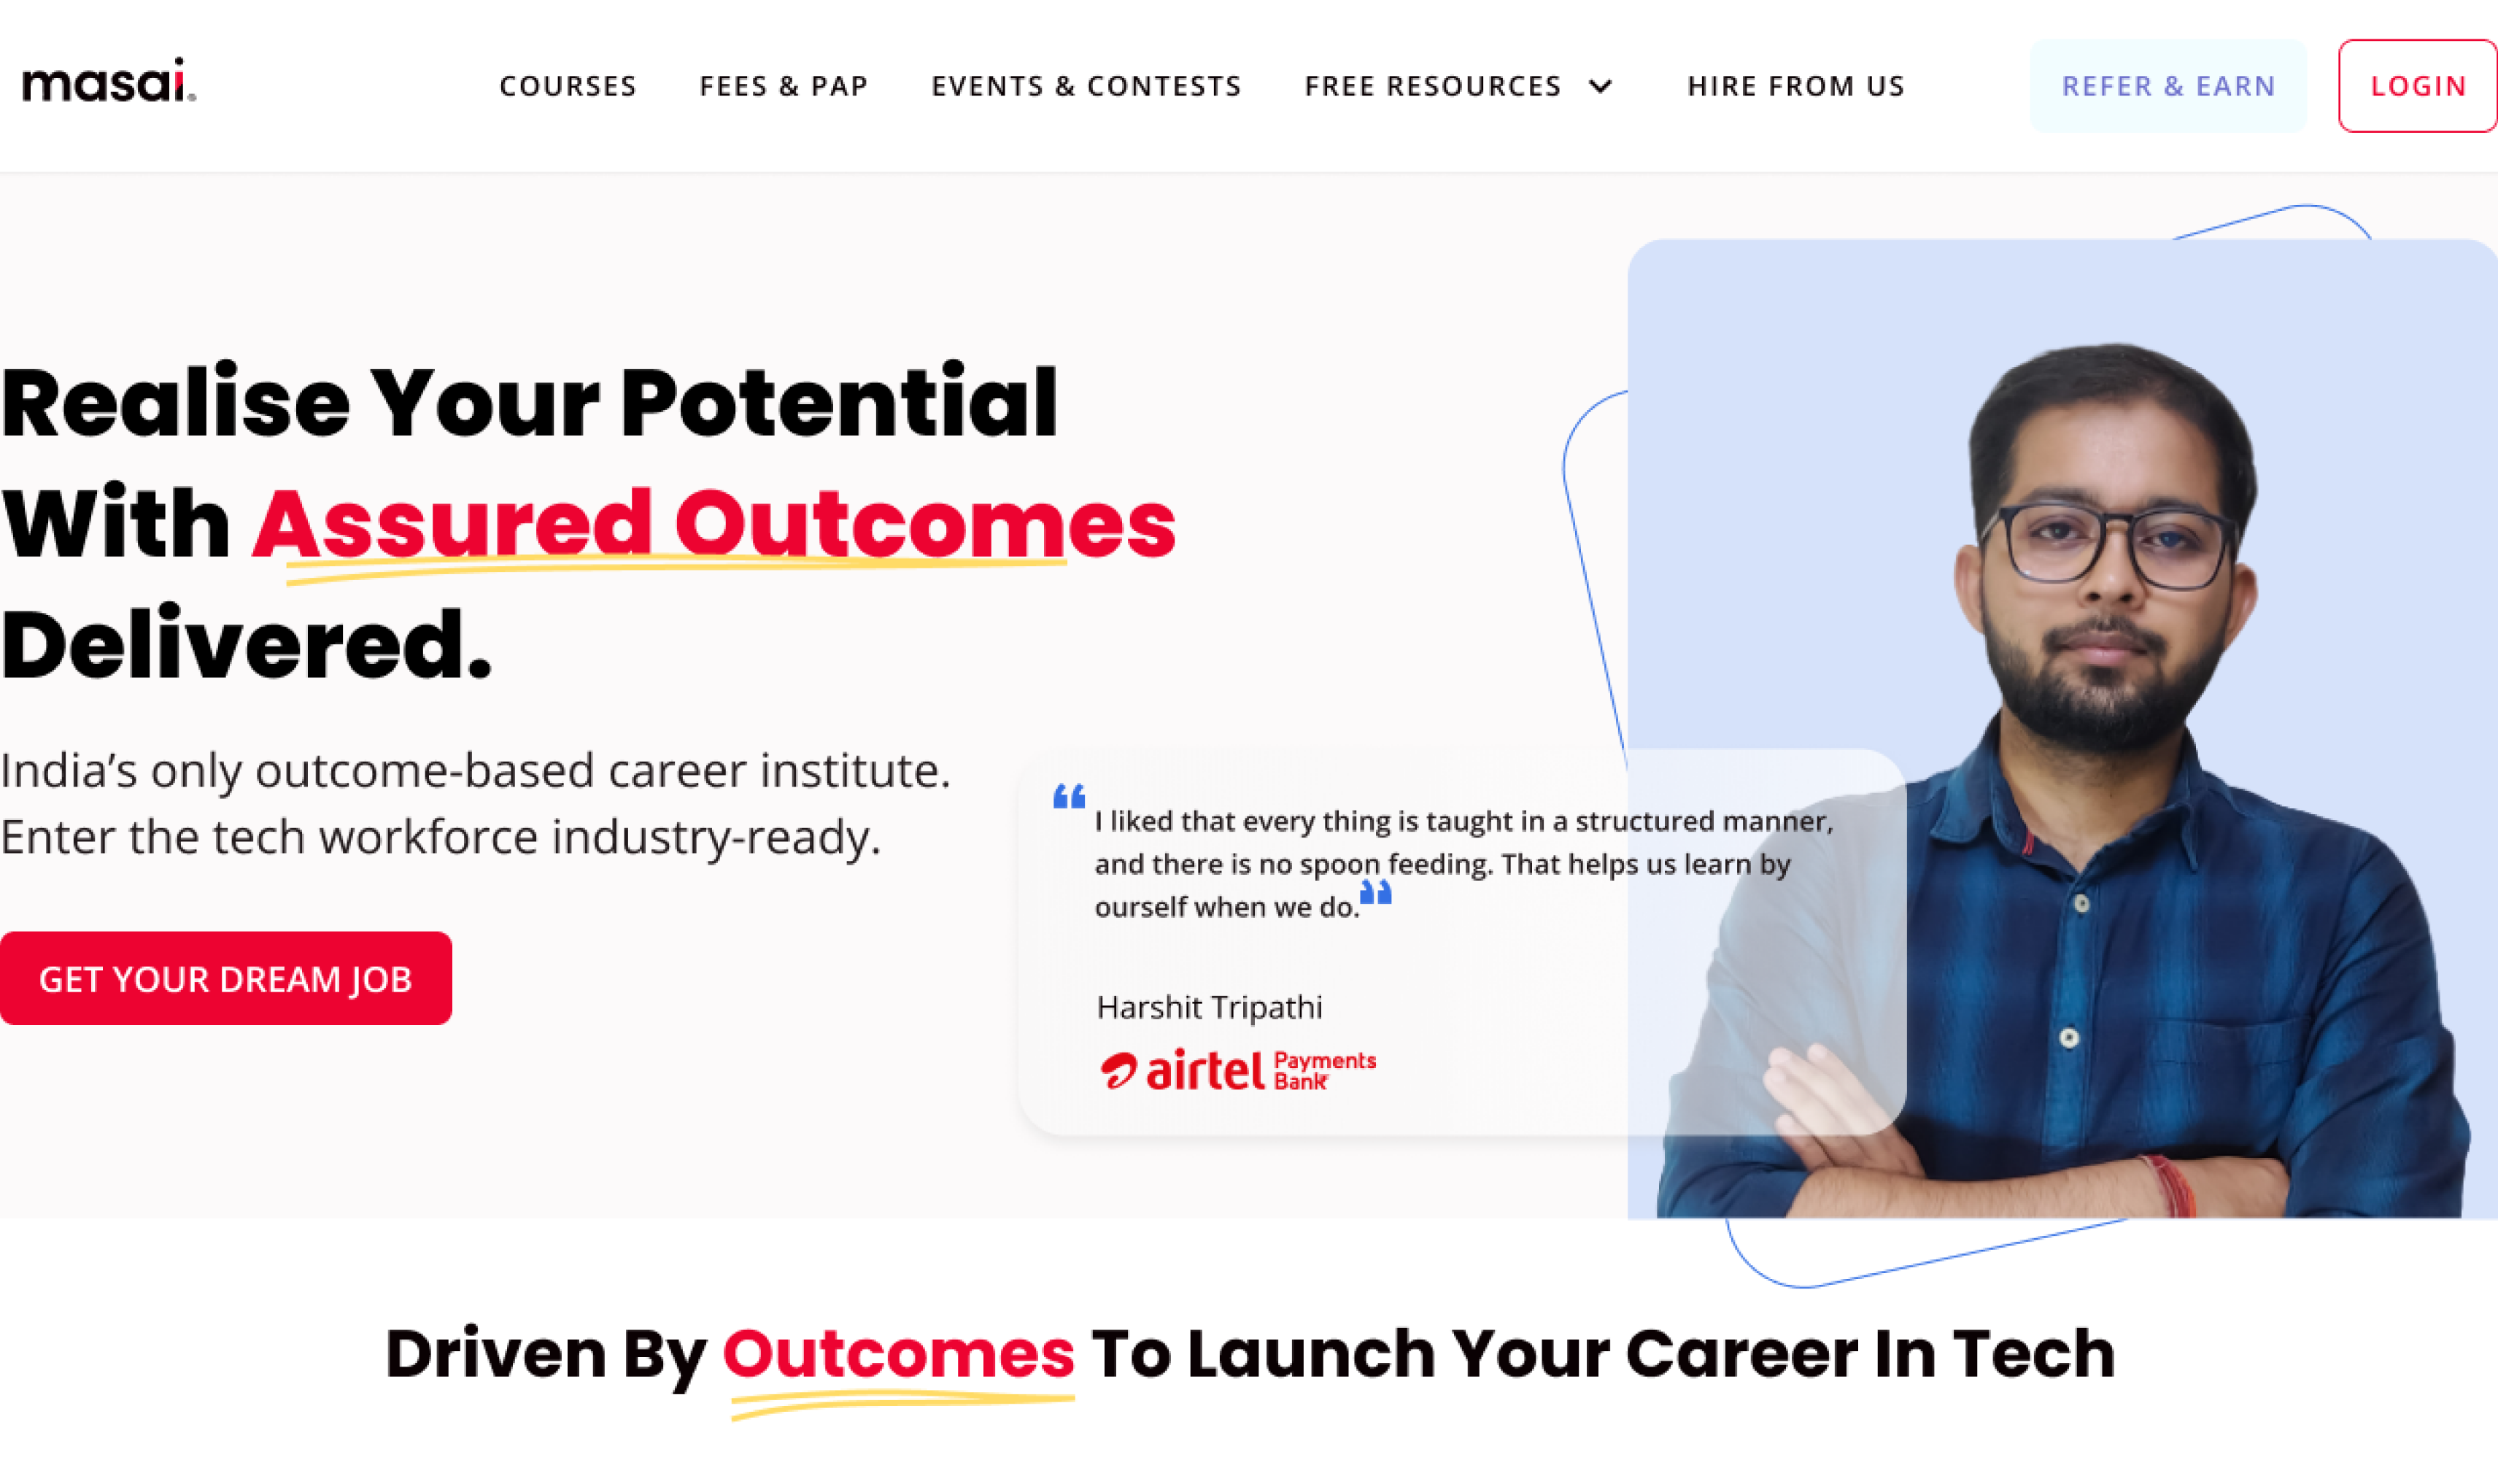 masai.
COURSES
FEES & PAP
EVENTS & CONTESTS
FREE RESOURCES
HIRE FROM US
REFER & EARN
LOGIN
Realise Your Potential
With Assured Outcomes
Delivered.
India’s only outcome-based career institute.
Enter the tech workforce industry-ready.
GET YOUR DREAM JOB
“I liked that every thing is taught in a structured manner,
and there is no spoon feeding. That helps us learn by
ourself when we do.”
Harshit Tripathi
airtel Payments
Bank
Driven By Outcomes To Launch Your Career In Tech